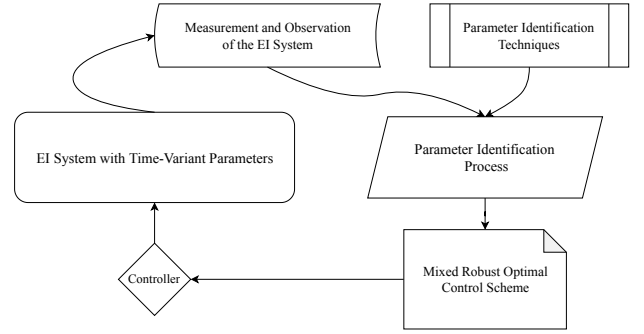 Measurement and Observation
of the EI System
Parameter Identification
Techniques
EI System with Time-Variant Parameters
Parameter Identification
Process
Controller
Mixed Robust Optimal
Control Scheme